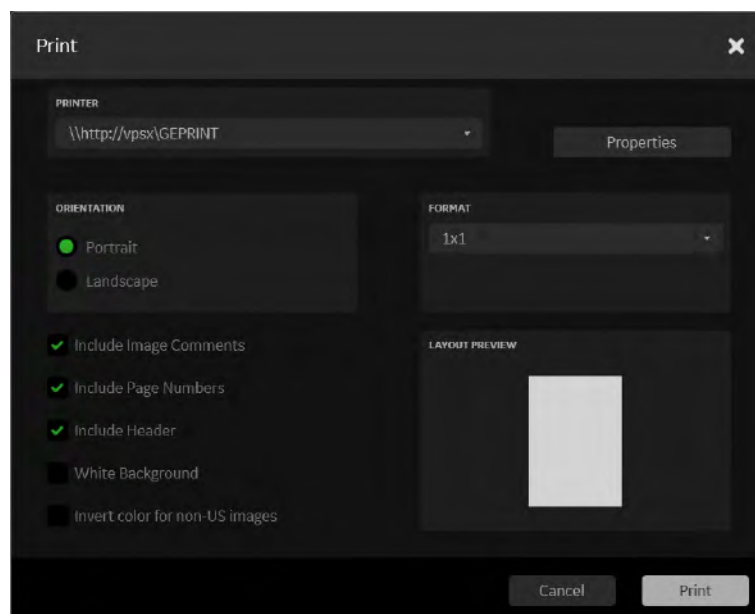 Print
PRINTER
\\http://vpsx\GEPRINT
Properties
ORIENTATION
Portrait
Landscape
FORMAT
1x1
Include Image Comments
Include Page Numbers
Include Header
White Background
Invert color for non-US images
LAYOUT PREVIEW
Cancel
Print